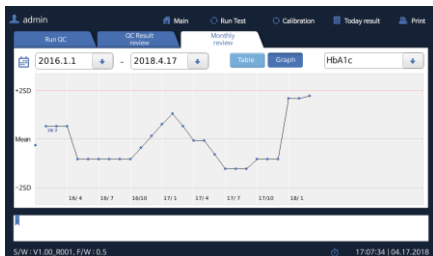 admin Main Run Test Calibration Today result Print
Run QC QC Result review Monthly review
2016.1.1 - 2018.4.17 Table Graph HbA1c
+2SD
Mean
-2SD
16/ 4 16/ 7 16/10 17/ 1 17/ 4 17/ 7 17/10 18/ 1
S/W : V1.00_R001, F/W : 0.5 17:07:34 | 04.17.2018